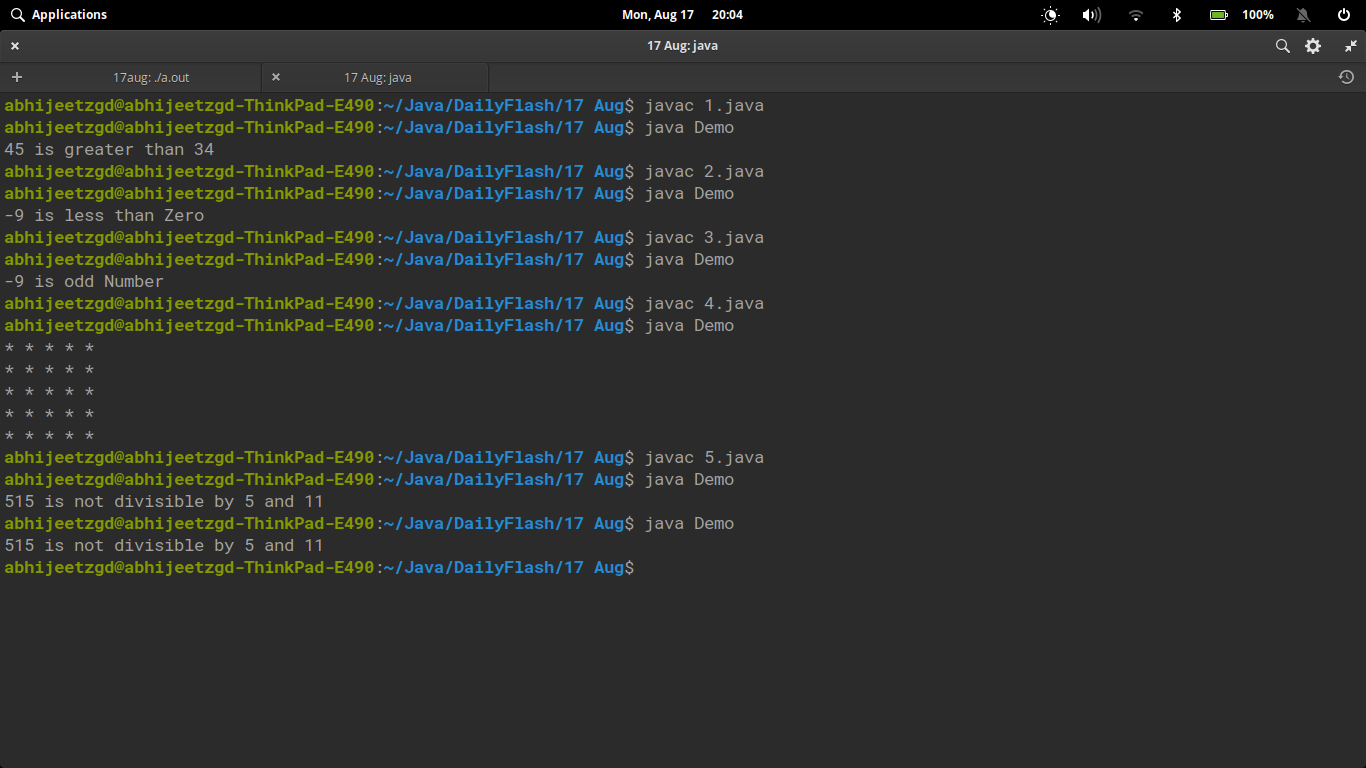 Applications Mon, Aug 17 20:04 100%
17 Aug: java
17aug: ./a.out 17 Aug: java
abhijeetzgd@abhijeetzgd-ThinkPad-E490:~/Java/DailyFlash/17 Aug$ javac 1.java
abhijeetzgd@abhijeetzgd-ThinkPad-E490:~/Java/DailyFlash/17 Aug$ java Demo
45 is greater than 34
abhijeetzgd@abhijeetzgd-ThinkPad-E490:~/Java/DailyFlash/17 Aug$ javac 2.java
abhijeetzgd@abhijeetzgd-ThinkPad-E490:~/Java/DailyFlash/17 Aug$ java Demo
-9 is less than Zero
abhijeetzgd@abhijeetzgd-ThinkPad-E490:~/Java/DailyFlash/17 Aug$ javac 3.java
abhijeetzgd@abhijeetzgd-ThinkPad-E490:~/Java/DailyFlash/17 Aug$ java Demo
-9 is odd Number
abhijeetzgd@abhijeetzgd-ThinkPad-E490:~/Java/DailyFlash/17 Aug$ javac 4.java
abhijeetzgd@abhijeetzgd-ThinkPad-E490:~/Java/DailyFlash/17 Aug$ java Demo
* * * * *
* * * * *
* * * * *
* * * * *
* * * * *
abhijeetzgd@abhijeetzgd-ThinkPad-E490:~/Java/DailyFlash/17 Aug$ javac 5.java
abhijeetzgd@abhijeetzgd-ThinkPad-E490:~/Java/DailyFlash/17 Aug$ java Demo
515 is not divisible by 5 and 11
abhijeetzgd@abhijeetzgd-ThinkPad-E490:~/Java/DailyFlash/17 Aug$ java Demo
515 is not divisible by 5 and 11
abhijeetzgd@abhijeetzgd-ThinkPad-E490:~/Java/DailyFlash/17 Aug$